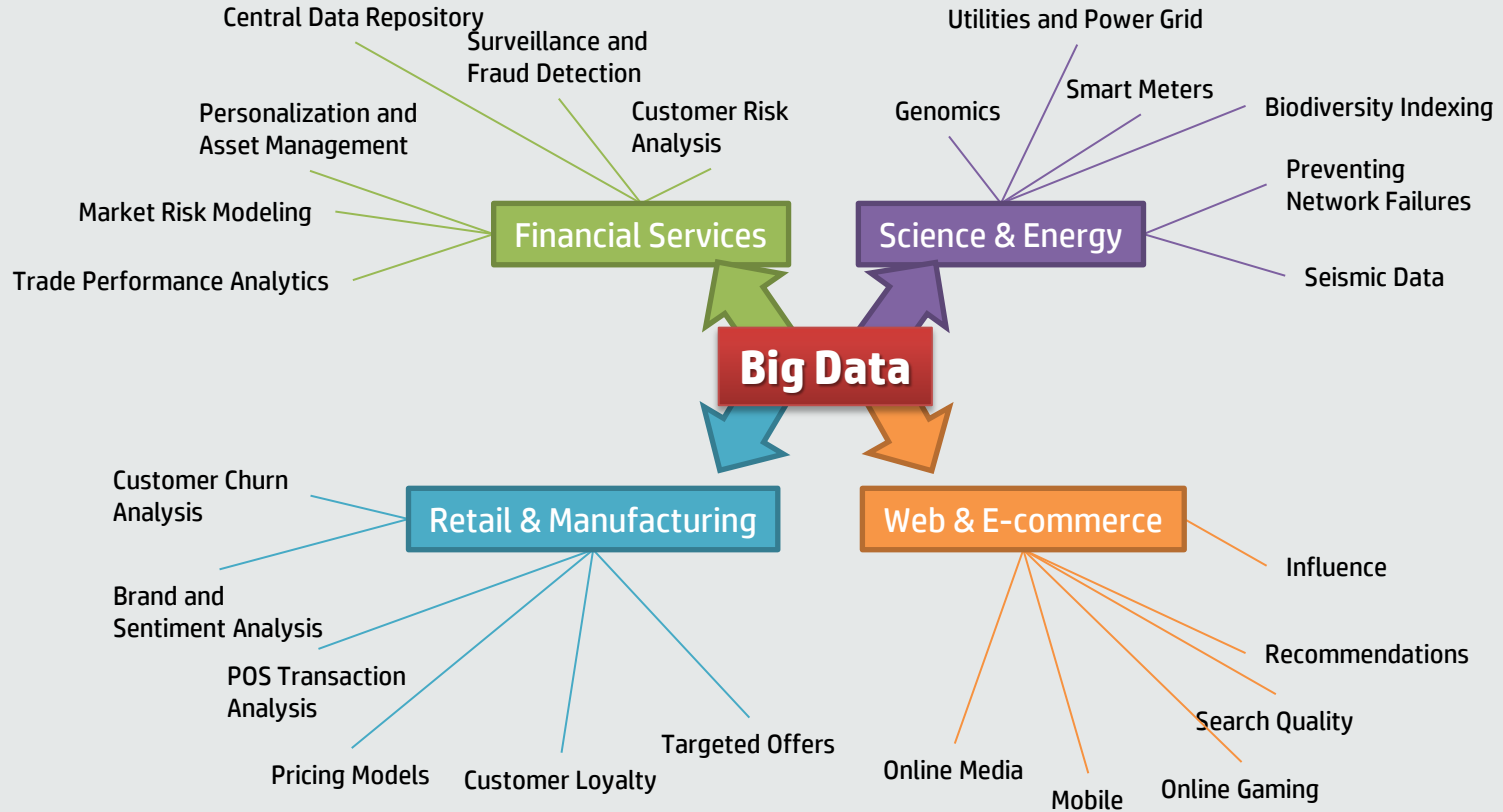 Central Data Repository
Surveillance and
Fraud Detection
Personalization and
Asset Management
Customer Risk
Analysis
Market Risk Modeling
Trade Performance Analytics
Financial Services
Utilities and Power Grid
Smart Meters
Genomics
Biodiversity Indexing
Preventing
Network Failures
Seismic Data
Science & Energy
Big Data
Customer Churn
Analysis
Retail & Manufacturing
Brand and
Sentiment Analysis
POS Transaction
Analysis
Pricing Models
Customer Loyalty
Targeted Offers
Web & E-commerce
Influence
Recommendations
Search Quality
Online Media
Mobile
Online Gaming